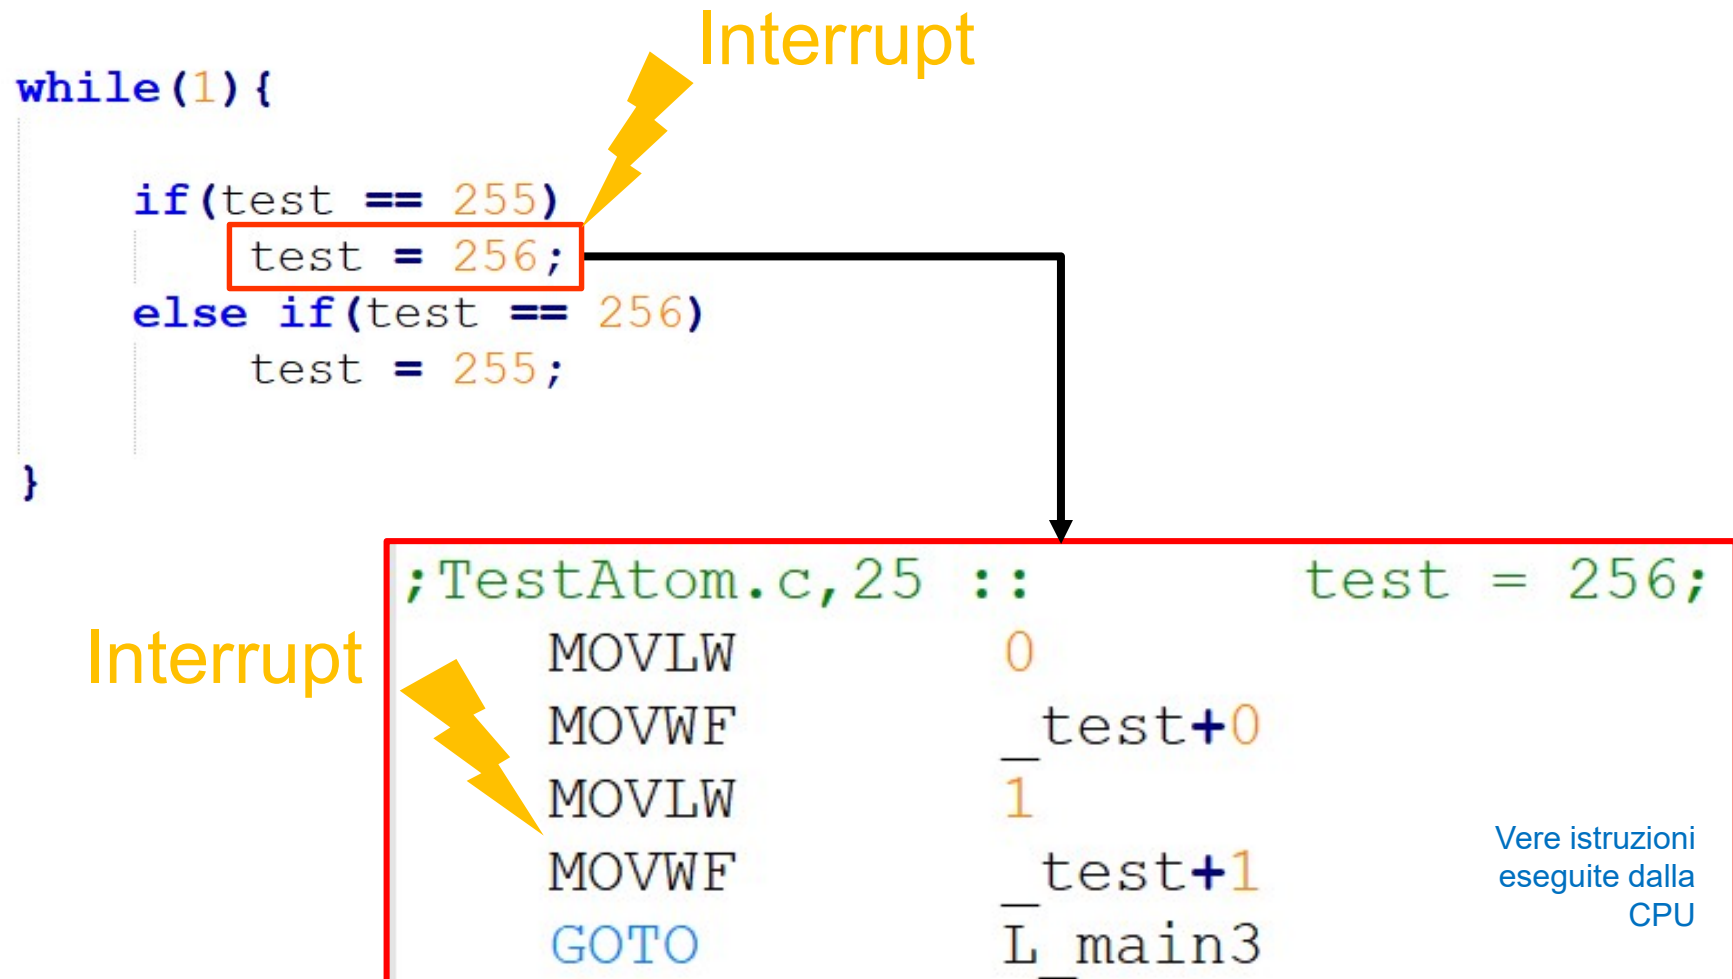 Interrupt
while(1){
if(test == 255)
test = 256;
else if(test == 256)
test = 255;
}
;TestAtom.c,25 :: test = 256;
Interrupt
MOVLW 0
MOVWF _test+0
MOVLW 1
MOVWF _test+1
GOTO L_main3
Vere istruzioni
eseguite dalla
CPU